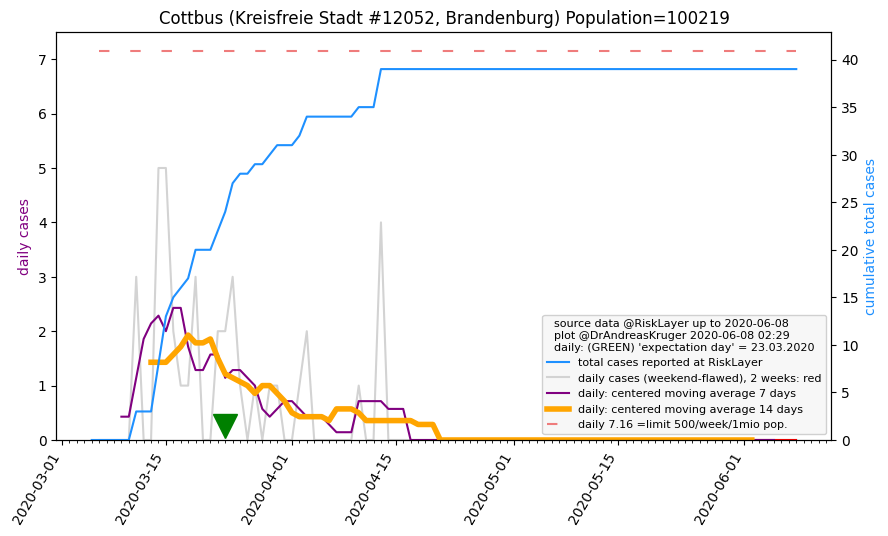 Cottbus (Kreisfreie Stadt #12052, Brandenburg) Population=100219
daily cases
7
6
5
4
3
2
1
0
40
35
30
25
20
15
10
5
0
cumulative total cases
source data @RiskLayer up to 2020-06-08
plot @DrAndreasKruger 2020-06-08 02:29
daily: (GREEN) 'expectation day' = 23.03.2020
total cases reported at RiskLayer
daily cases (weekend-flawed), 2 weeks: red
daily: centered moving average 7 days
daily: centered moving average 14 days
daily 7.16 =limit 500/week/1mio pop.
2020-03-01
2020-03-15
2020-04-01
2020-04-15
2020-05-01
2020-05-15
2020-06-01